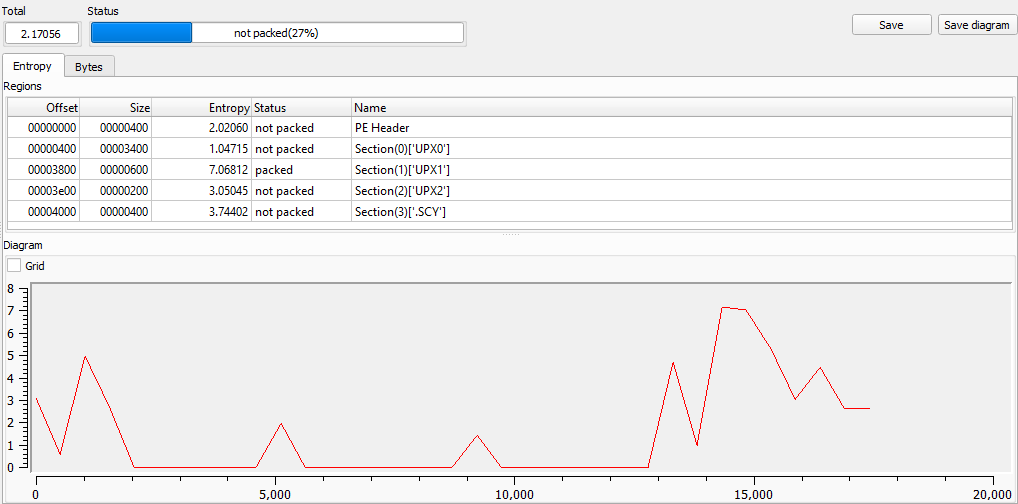 Total Status
2.17056 not packed(27%) Save Save diagram
Entropy Bytes
Regions
Offset Size Entropy Status Name
00000000 00000400 2.02060 not packed PE Header
00000400 00003400 1.04715 not packed Section(0)['UPX0']
00003800 00000600 7.06812 packed Section(1)['UPX1']
00003e00 00000200 3.05045 not packed Section(2)['UPX2']
00004000 00000400 3.74402 not packed Section(3)['.SCY']
Diagram
Grid
8
7
6
5
4
3
2
1
0
0 5,000 10,000 15,000 20,000